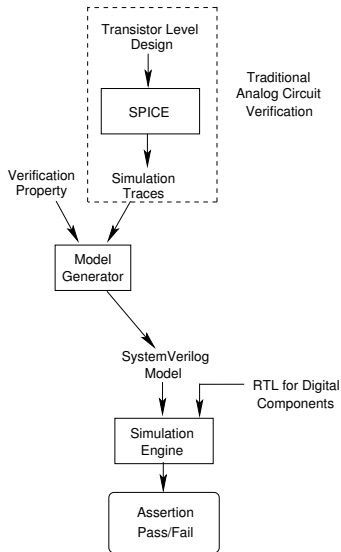 Transistor Level
Design
Traditional
Analog Circuit
Verification
SPICE
Verification
Property
Simulation
Traces
Model
Generator
SystemVerilog
Model
RTL for Digital
Components
Simulation
Engine
Assertion
Pass/Fail